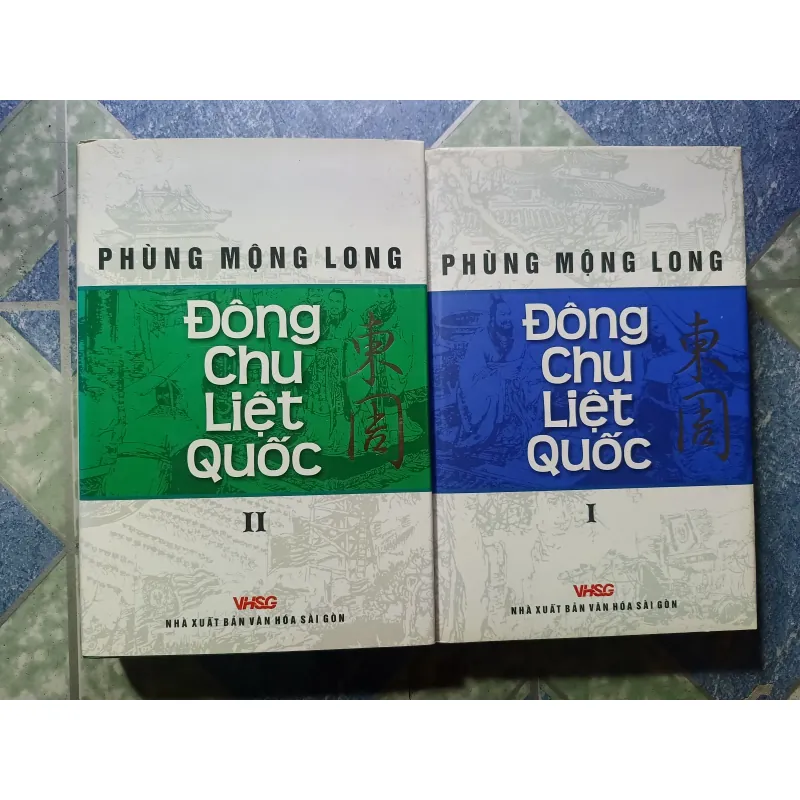 PHÙNG MỘNG LONG
Đông
Chu
Liệt
Quốc
東周
II
VHSG
NHÀ XUẤT BẢN VĂN HÓA SÀI GÒN
PHÙNG MỘNG LONG
Đông
Chu
Liệt
Quốc
東周
I
VHSG
NHÀ XUẤT BẢN VĂN HÓA SÀI GÒN